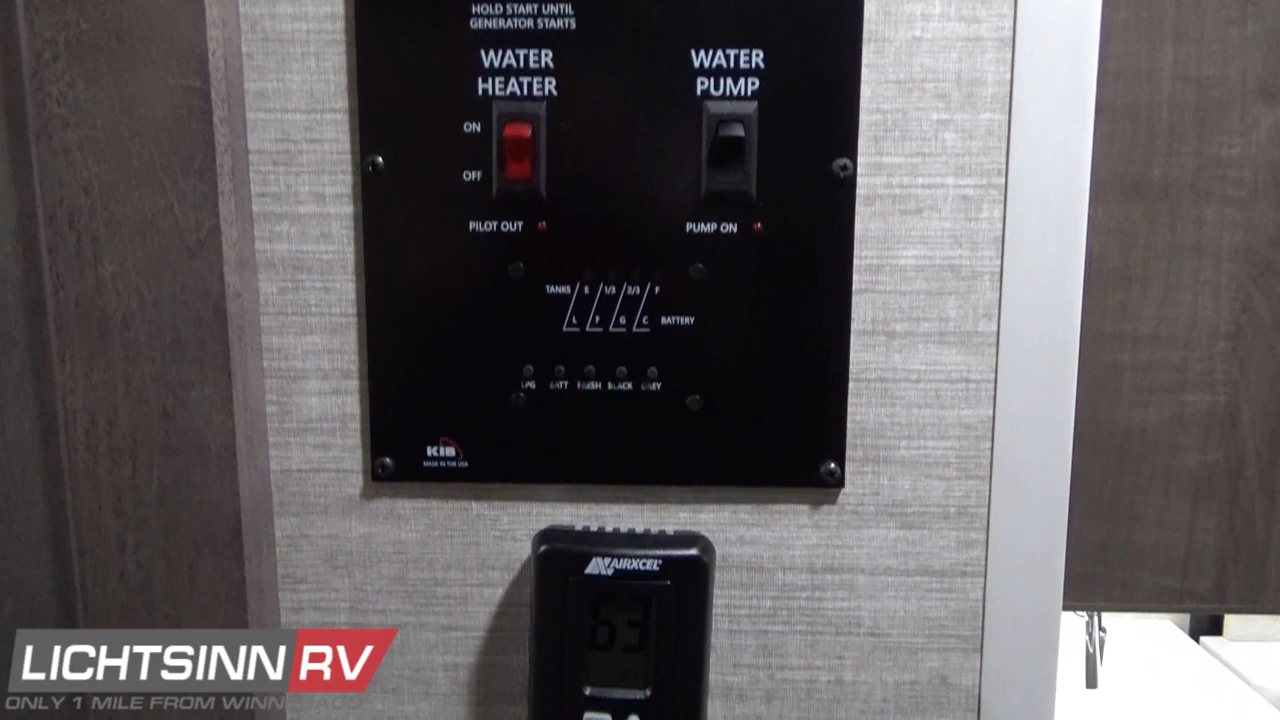 HOLD START UNTIL
GENERATOR STARTS
WATER
HEATER
WATER
PUMP
ON
OFF
PILOT OUT
PUMP ON
TANKS E 1/3 2/3 F
L F G C BATTERY
LPG BATT FRESH BLACK GREY
KIB
MADE IN THE USA
AIRXCEL
63
LICHTSINN RV
ONLY 1 MILE FROM